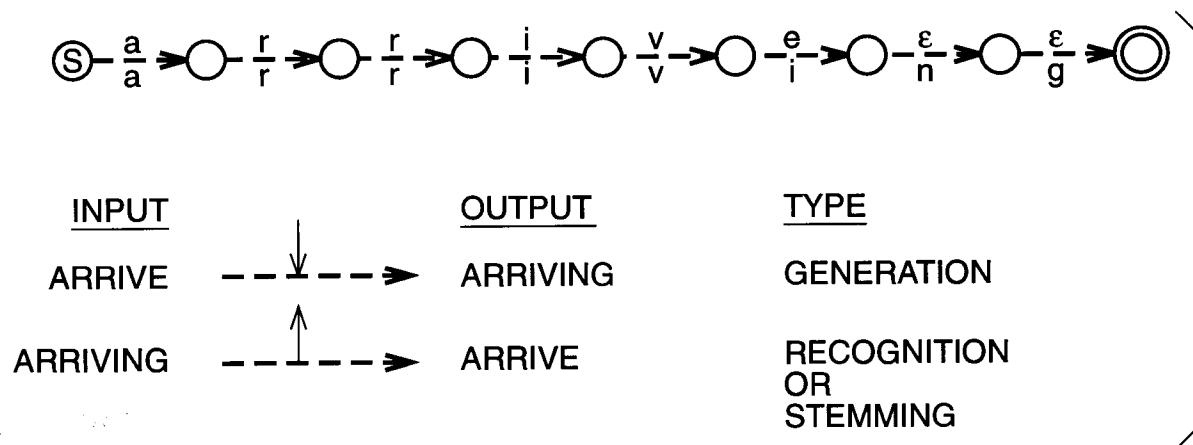 a r r i v e ε ε
S
a r r i v i n g
INPUT OUTPUT TYPE
ARRIVE ARRIVING GENERATION
ARRIVING ARRIVE RECOGNITION
OR
STEMMING